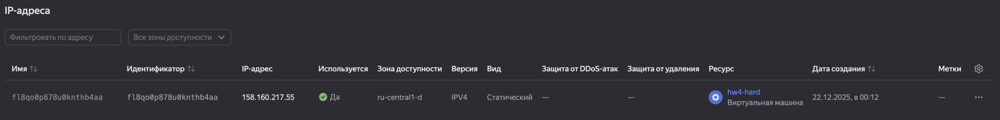 IP-адреса
Фильтровать по адресу Все зоны доступности
Имя Идентификатор IP-адрес Используется Зона доступности Версия Вид Защита от DDoS-атак Защита от удаления Ресурс Дата создания Метки
fl8qo0p878u0knthb4aa fl8qo0p878u0knthb4aa 158.160.217.55 Да ru-central1-d IPV4 Статический — — hw4-hard 22.12.2025, в 00:12 —
Виртуальная машина